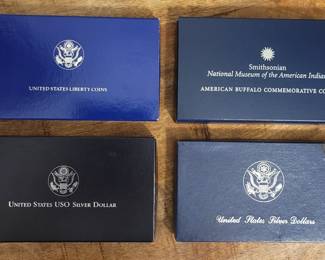 UNITED STATES LIBERTY COINS
Smithsonian
National Museum of the American Indian
AMERICAN BUFFALO COMMEMORATIVE
UNITED STATES USO SILVER DOLLAR
United States Silver Dollars